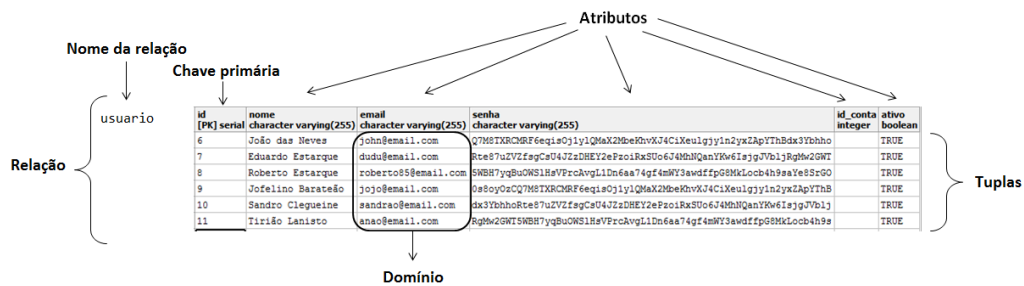 Atributos
Nome da relação
Chave primária
usuario
Relação
id nome email senha id_conta ativo
[PK] serial character varying(255) character varying(255) character varying(255) integer boolean
6 João das Neves john@email.com Q7M8TXRCMRF6eqisOj1ylQMaX2MbeKhvXJ4CiXeulgjy1n2yxZApYThBdx3Ybhho TRUE
7 Eduardo Estarque dudu@email.com Rte87uZVZfsgCsU4JZzDHEY2ePzoiRxSUo6J4MhNQanYKw6IsjgJVbljRgMw2GWT TRUE
8 Roberto Estarque roberto85@email.com 5WBH7yqBuOWSlHsVPrcAvgL1Dn6aa74gf4mWY3awdffpG8MkLocb4h9saYe8SrGO TRUE
9 Jofelino Barateão jojo@email.com 0s8oyOzCQ7M8TXRCMRF6eqisOj1ylQMaX2MbeKhvXJ4CiXeulgjy1n2yxZApYThB TRUE
10 Sandro Clegueine sandrao@email.com dx3YbhhoRte87uZVZfsgCsU4JZzDHEY2ePzoiRxSUo6J4MhNQanYKw6IsjgJVblj TRUE
11 Tirião Lanisto anao@email.com RgMw2GWT5WBH7yqBuOWSlHsVPrcAvgL1Dn6aa74gf4mWY3awdffpG8MkLocb4h9s TRUE
Tuplas
Domínio